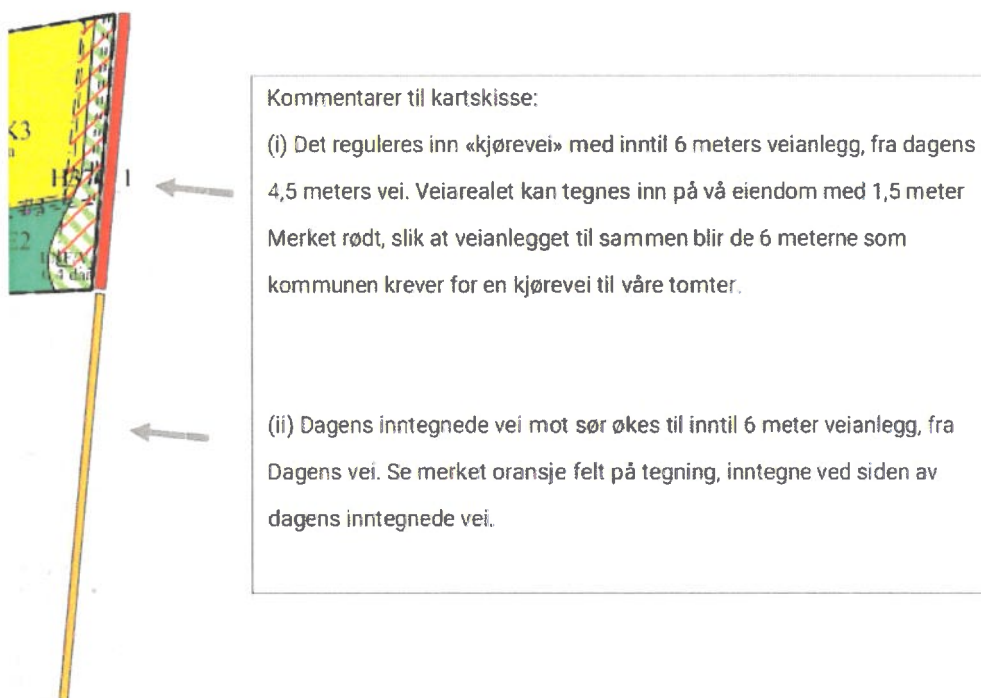 K3
H37 1
E2
Kommentarer til kartskisse:
(i) Det reguleres inn «kjørevei» med inntil 6 meters veianlegg, fra dagens
4,5 meters vei. Veiarealet kan tegnes inn på vå eiendom med 1,5 meter
Merket rødt, slik at veianlegget til sammen blir de 6 meterne som
kommunen krever for en kjørevei til våre tomter.
(ii) Dagens inntegnede vei mot sør økes til inntil 6 meter veianlegg, fra
Dagens vei. Se merket oransje felt på tegning, inntegne ved siden av
dagens inntegnede vei.